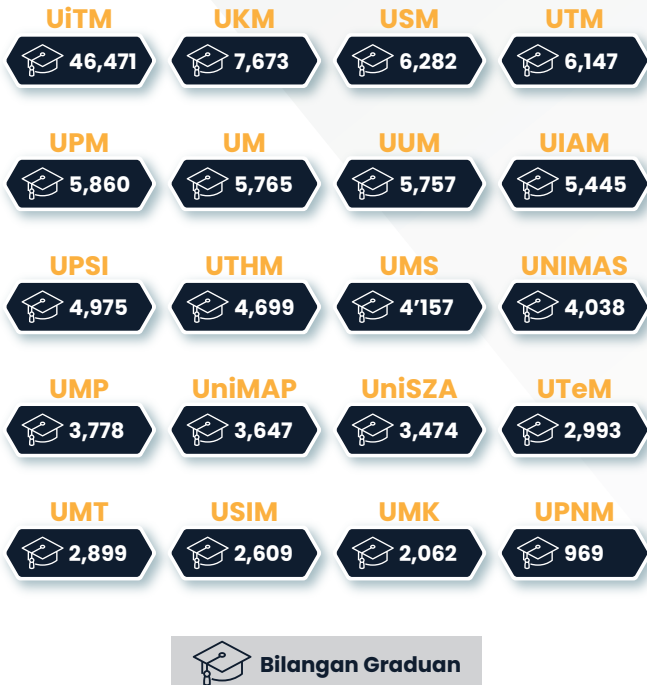 UiTM UKM USM UTM
46,471 7,673 6,282 6,147
UPM UM UUM UIAM
5,860 5,765 5,757 5,445
UPSI UTHM UMS UNIMAS
4,975 4,699 4’157 4,038
UMP UniMAP UniSZA UTeM
3,778 3,647 3,474 2,993
UMT USIM UMK UPNM
2,899 2,609 2,062 969
Bilangan Graduan